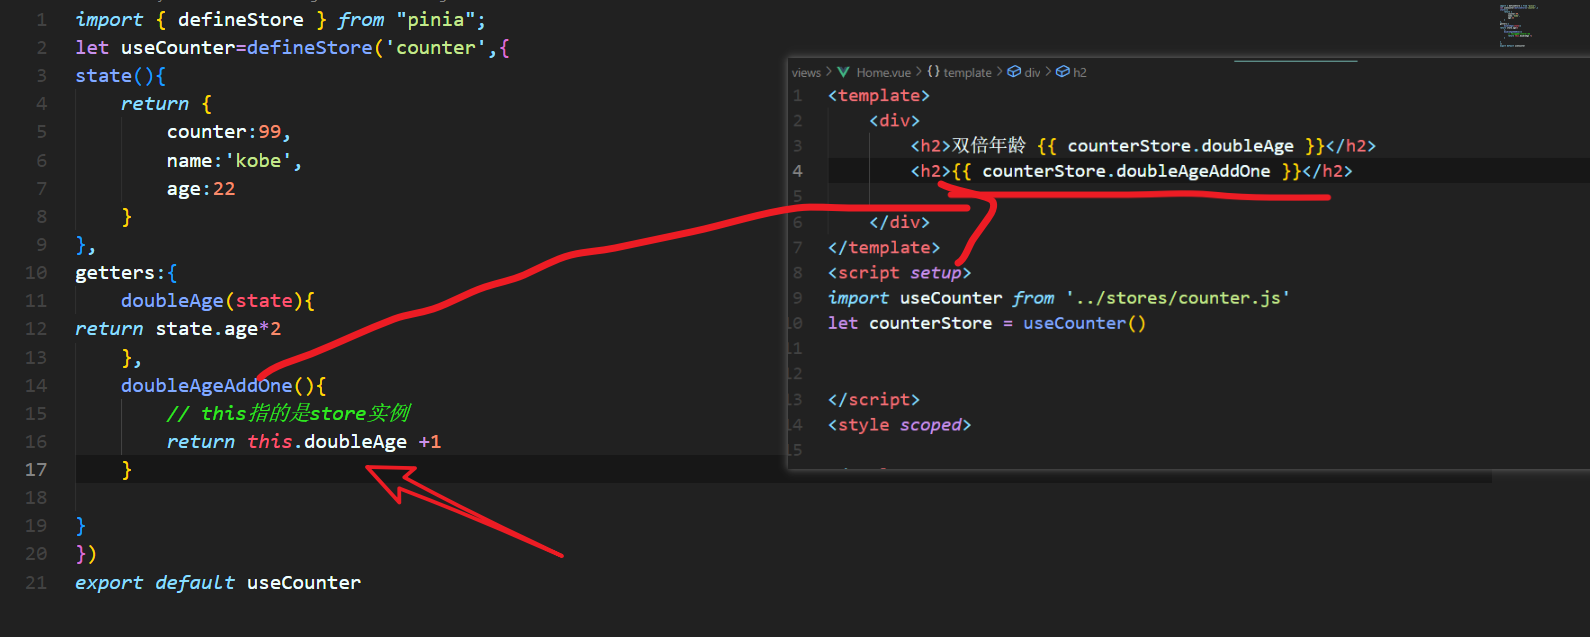 1 import { defineStore } from "pinia";
2 let useCounter=defineStore('counter',{
3 state(){
4 return {
5 counter:99,
6 name:'kobe',
7 age:22
8 }
9 },
10 getters:{
11 doubleAge(state){
12 return state.age*2
13 },
14 doubleAgeAddOne(){
15 // this指的是store实例
16 return this.doubleAge +1
17 }
18
19 }
20 })
21 export default useCounter
views > Home.vue > {} template > div > h2
1 <template>
2 <div>
3 <h2>双倍年龄 {{ counterStore.doubleAge }}</h2>
4 <h2>{{ counterStore.doubleAgeAddOne }}</h2>
5
6 </div>
7 </template>
8 <script setup>
9 import useCounter from '../stores/counter.js'
10 let counterStore = useCounter()
11
12
13 </script>
14 <style scoped>
15